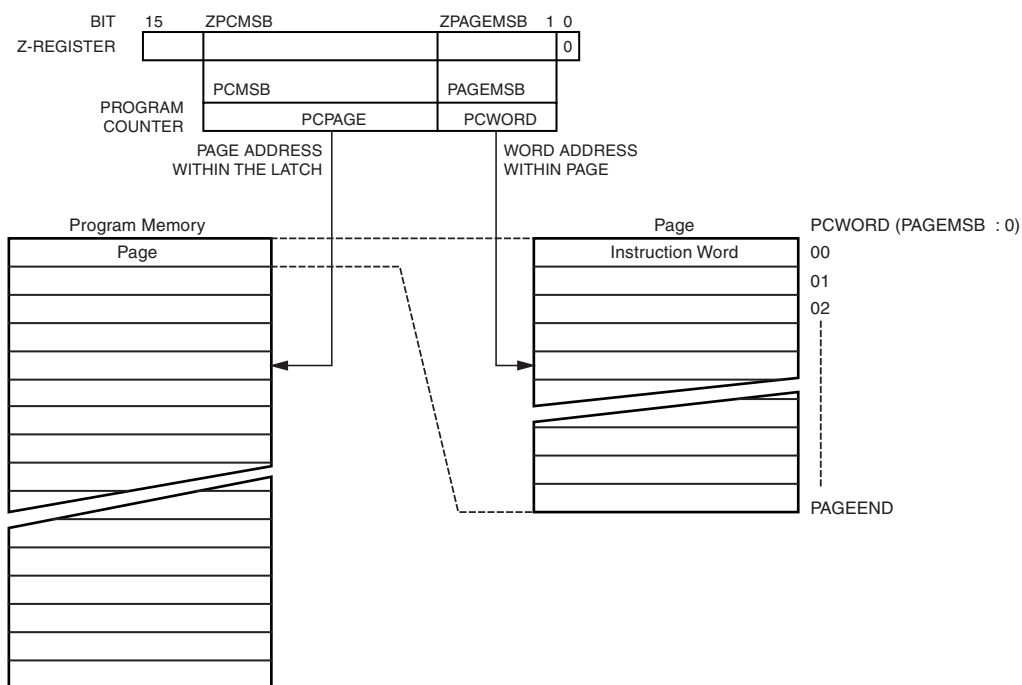 BIT 15 ZPCMSB ZPAGEMSB 1 0
Z-REGISTER 0
PCMSB PAGEMSB
PROGRAM
COUNTER
PCPAGE PCWORD
PAGE ADDRESS
WITHIN THE LATCH
WORD ADDRESS
WITHIN PAGE
Program Memory
Page
Page
Instruction Word
PCWORD (PAGEMSB : 0)
00
01
02
PAGEEND